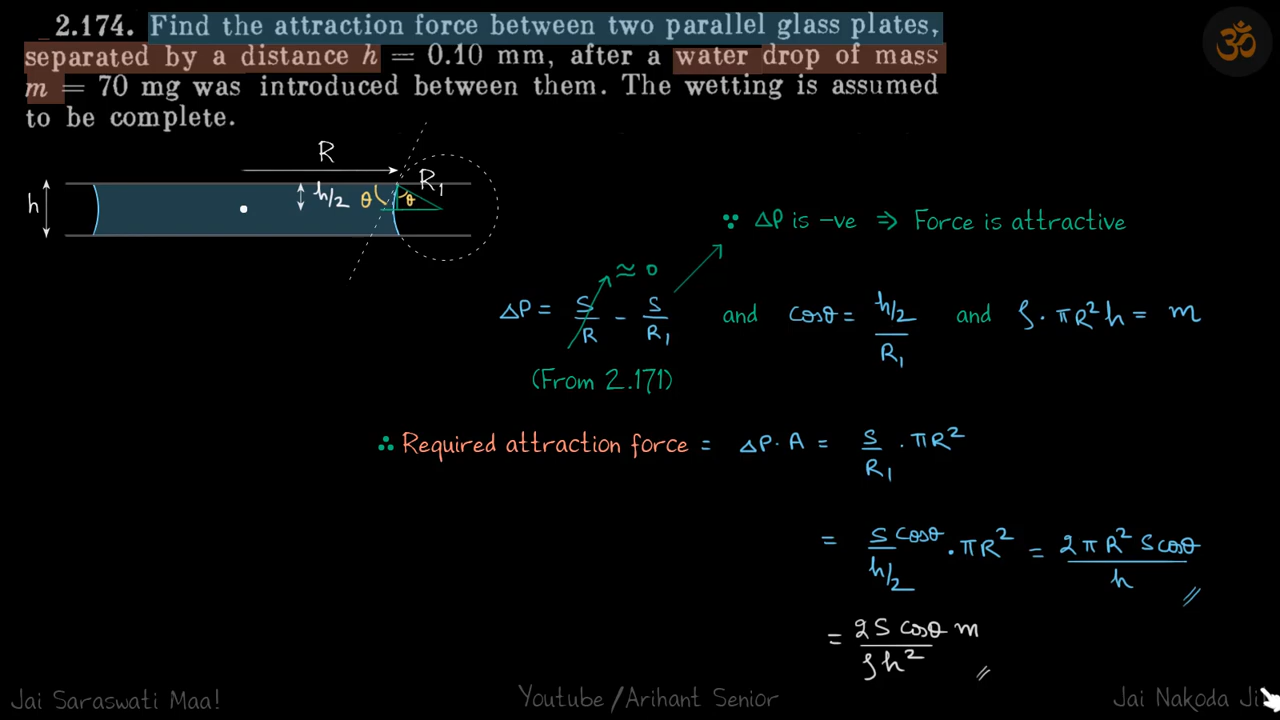 2.174. Find the attraction force between two parallel glass plates,
separated by a distance h = 0.10 mm, after a water drop of mass
m = 70 mg was introduced between them. The wetting is assumed
to be complete.
ॐ
R
R₁
h
h/2
θ
θ
∵ ΔP is -ve ⇒ Force is attractive
≈ 0
ΔP = S/R - S/R₁ and cosθ = (h/2)/R₁ and ρ · πR²h = m
(From 2.171)
∴ Required attraction force = ΔP · A = S/R₁ · πR²
= S cosθ/(h/2) · πR² = 2πR² S cosθ/h
= 2S cosθ m/ρh²
Jai Saraswati Maa! Youtube/Arihant Senior Jai Nakoda Ji